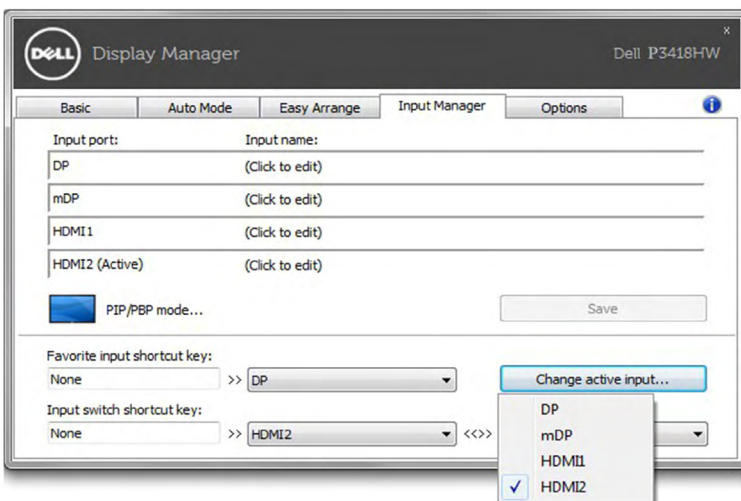 x
DELL Display Manager Dell P3418HW
Basic Auto Mode Easy Arrange Input Manager Options i
Input port: Input name:
DP (Click to edit)
mDP (Click to edit)
HDMI1 (Click to edit)
HDMI2 (Active) (Click to edit)
PIP/PBP mode... Save
Favorite input shortcut key:
None >> DP Change active input...
Input switch shortcut key:
None >> HDMI2 <<>>
DP
mDP
HDMI1
HDMI2